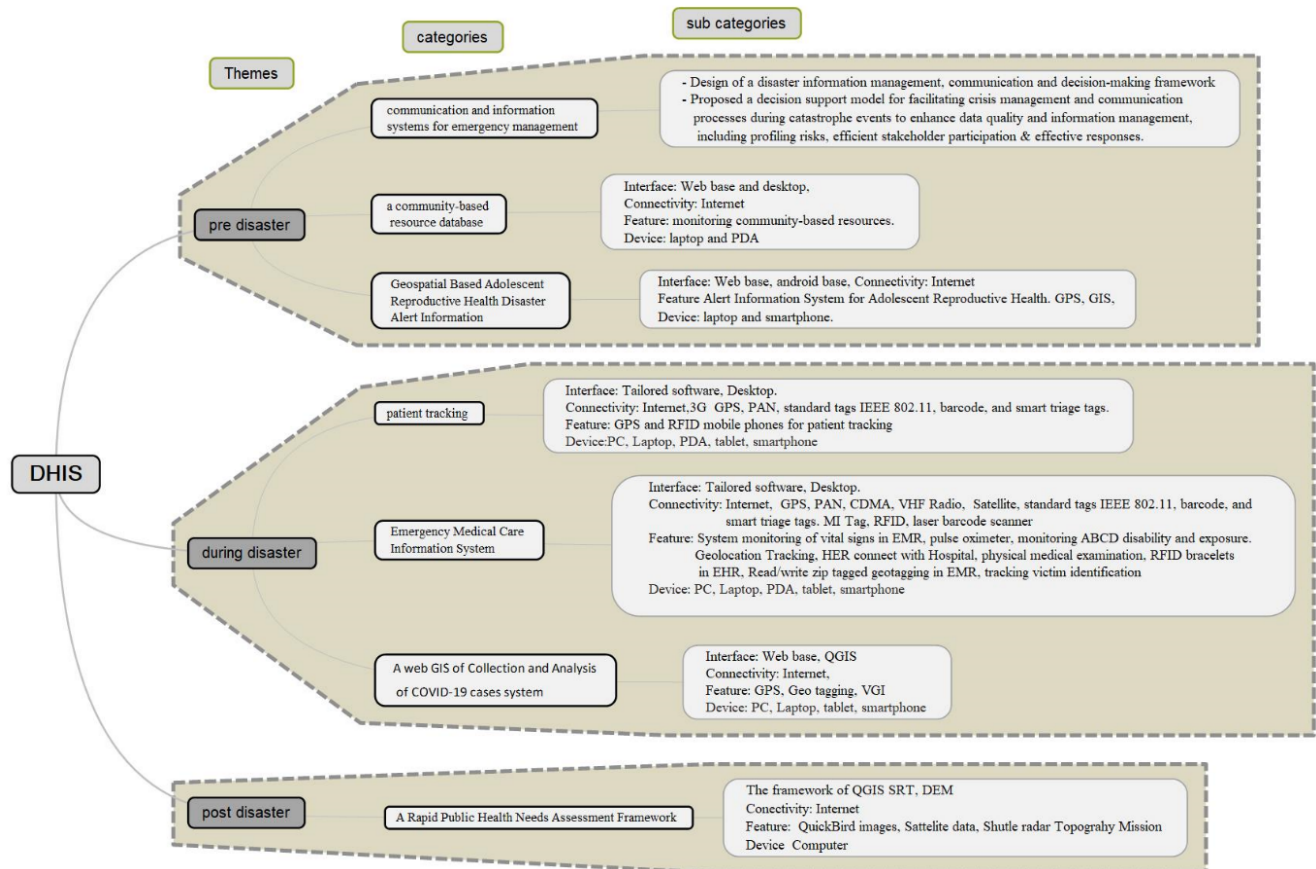 sub categories
categories
Themes
- Design of a disaster information management, communication and decision-making framework
- Proposed a decision support model for facilitating crisis management and communication
processes during catastrophe events to enhance data quality and information management,
including profiling risks, efficient stakeholder participation & effective responses.
communication and information
systems for emergency management
Interface: Web base and desktop,
Connectivity: Internet
Feature: monitoring community-based resources.
Device: laptop and PDA
a community-based
resource database
pre disaster
Geospatial Based Adolescent
Reproductive Health Disaster
Alert Information
Interface: Web base, android base, Connectivity: Internet
Feature Alert Information System for Adolescent Reproductive Health. GPS, GIS,
Device: laptop and smartphone.
patient tracking
Interface: Tailored software, Desktop.
Connectivity: Internet,3G GPS, PAN, standard tags IEEE 802.11, barcode, and smart triage tags.
Feature: GPS and RFID mobile phones for patient tracking
Device:PC, Laptop, PDA, tablet, smartphone
DHIS
during disaster
Emergency Medical Care
Information System
Interface: Tailored software, Desktop.
Connectivity: Internet, GPS, PAN, CDMA, VHF Radio, Satellite, standard tags IEEE 802.11, barcode, and
smart triage tags. MI Tag, RFID, laser barcode scanner
Feature: System monitoring of vital signs in EMR, pulse oximeter, monitoring ABCD disability and exposure.
Geolocation Tracking, HER connect with Hospital, physical medical examination, RFID bracelets
in EHR, Read/write zip tagged geotagging in EMR, tracking victim identification
Device: PC, Laptop, PDA, tablet, smartphone
A web GIS of Collection and Analysis
of COVID-19 cases system
Interface: Web base, QGIS
Connectivity: Internet,
Feature: GPS, Geo tagging, VGI
Device: PC, Laptop, tablet, smartphone
post disaster
A Rapid Public Health Needs Assessment Framework
The framework of QGIS SRT, DEM
Conectivity: Internet
Feature: QuickBird images, Sattelite data, Shutle radar Topograhy Mission
Device Computer